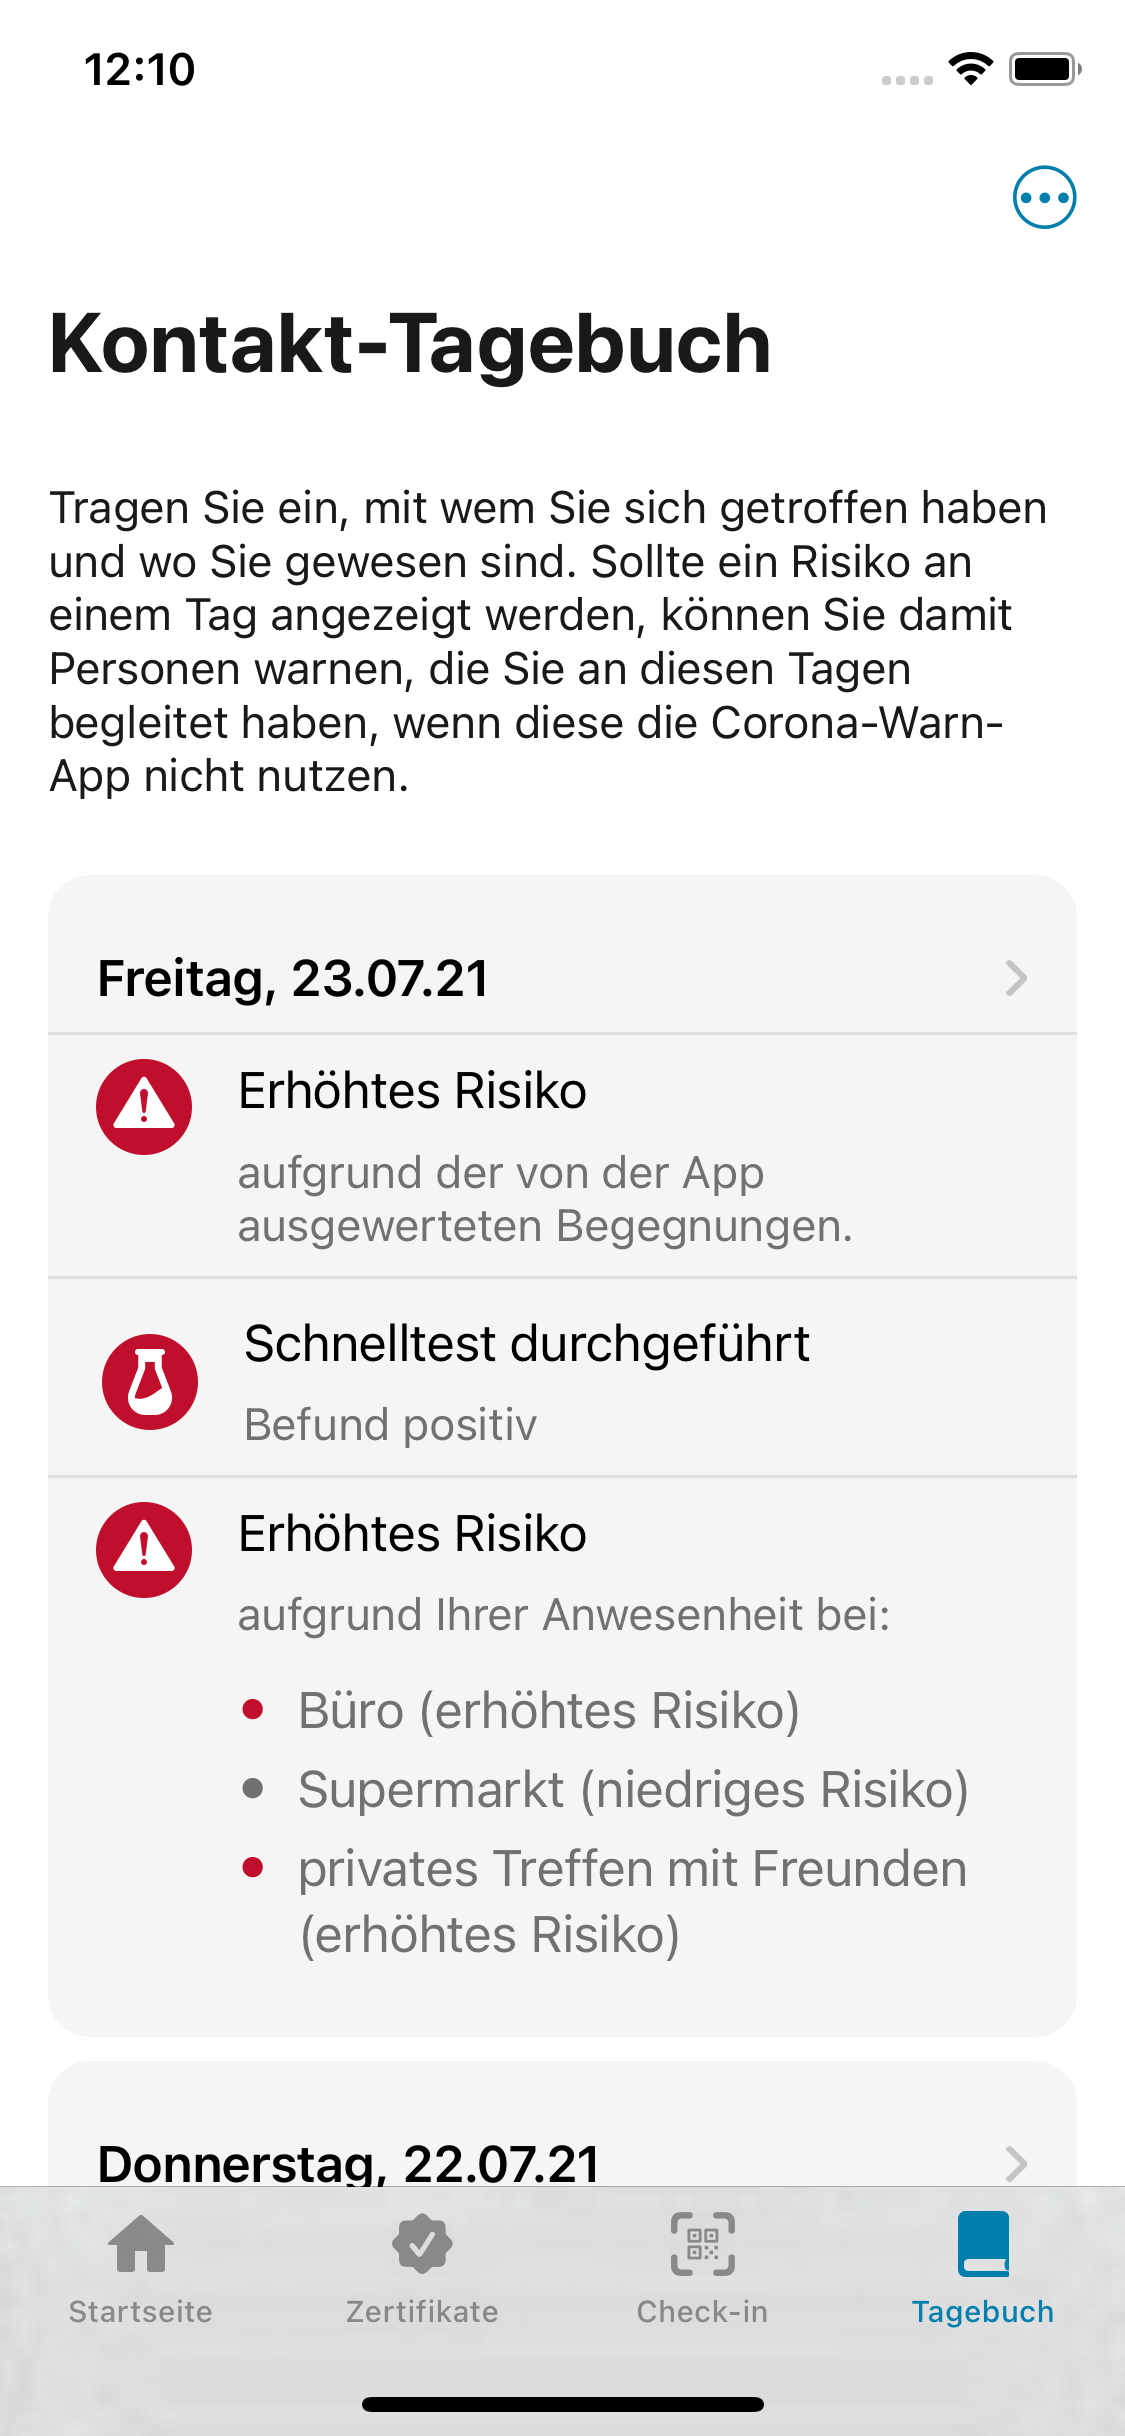 12:10
Kontakt-Tagebuch
Tragen Sie ein, mit wem Sie sich getroffen haben
und wo Sie gewesen sind. Sollte ein Risiko an
einem Tag angezeigt werden, können Sie damit
Personen warnen, die Sie an diesen Tagen
begleitet haben, wenn diese die Corona-Warn-
App nicht nutzen.
Freitag, 23.07.21
Erhöhtes Risiko
aufgrund der von der App
ausgewerteten Begegnungen.
Schnelltest durchgeführt
Befund positiv
Erhöhtes Risiko
aufgrund Ihrer Anwesenheit bei:
• Büro (erhöhtes Risiko)
• Supermarkt (niedriges Risiko)
• privates Treffen mit Freunden
(erhöhtes Risiko)
Donnerstag, 22.07.21
Startseite
Zertifikate
Check-in
Tagebuch